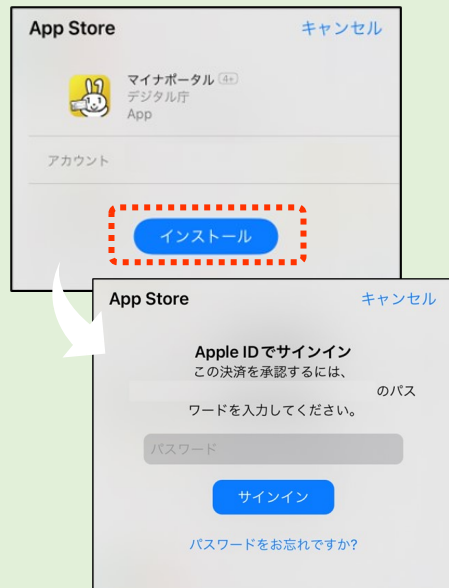 App Store キャンセル
マイナポータル 4+
デジタル庁
App
アカウント
インストール
App Store キャンセル
Apple IDでサインイン
この決済を承認するには、
のパス
ワードを入力してください。
パスワード
サインイン
パスワードをお忘れですか?